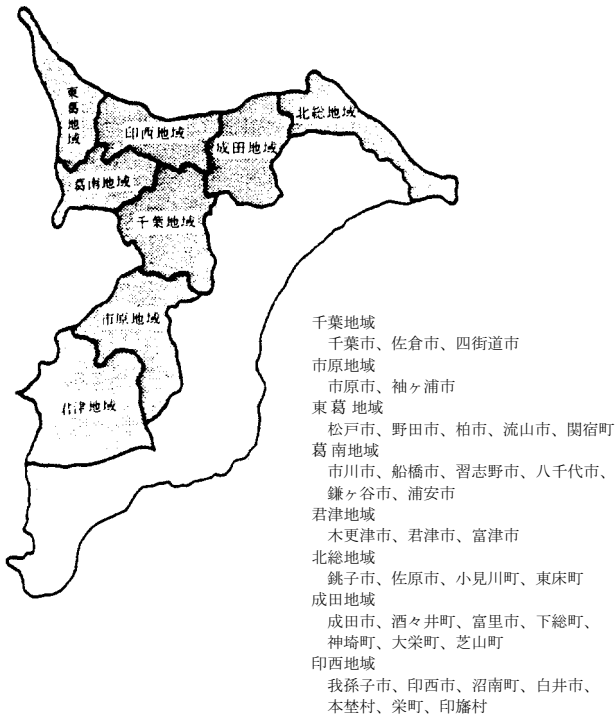 東葛地域
印西地域
北総地域
成田地域
葛南地域
千葉地域
市原地域
君津地域
千葉地域
千葉市、佐倉市、四街道市
市原地域
市原市、袖ヶ浦市
東葛 地域
松戸市、野田市、柏市、流山市、関宿町
葛南地域
市川市、船橋市、習志野市、八千代市、
鎌ヶ谷市、浦安市
君津地域
木更津市、君津市、富津市
北総地域
銚子市、佐原市、小見川町、東床町
成田地域
成田市、酒々井町、富里市、下総町、
神埼町、大栄町、芝山町
印西地域
我孫子市、印西市、沼南町、白井市、
本埜村、栄町、印旛村